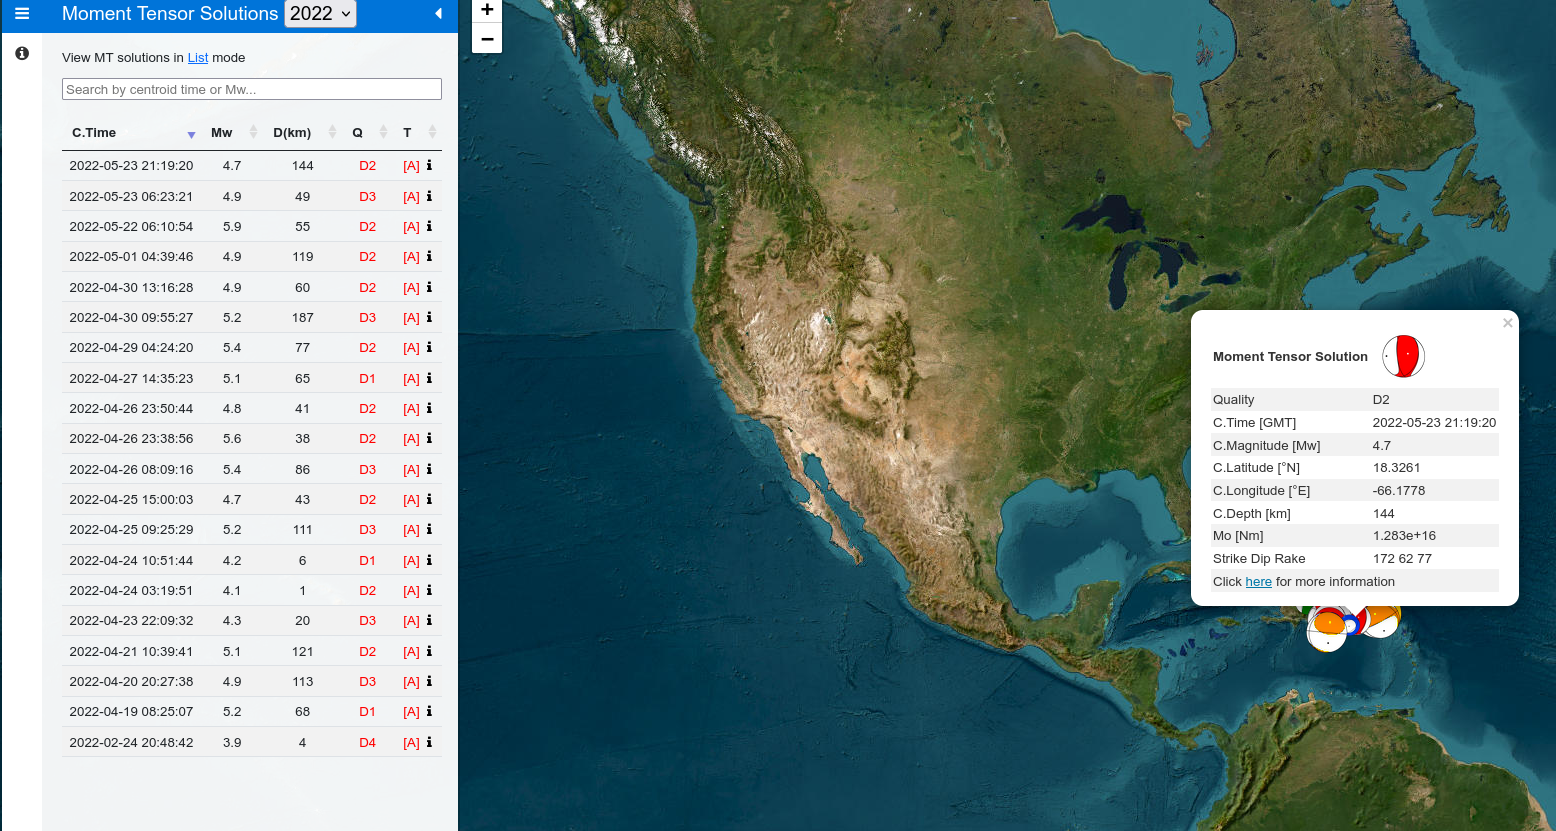 Moment Tensor Solutions 2022
View MT solutions in List mode
Search by centroid time or Mw...
C.Time Mw D(km) Q T
2022-05-23 21:19:20 4.7 144 D2 [A]
2022-05-23 06:23:21 4.9 49 D3 [A]
2022-05-22 06:10:54 5.9 55 D2 [A]
2022-05-01 04:39:46 4.9 119 D2 [A]
2022-04-30 13:16:28 4.9 60 D2 [A]
2022-04-30 09:55:27 5.2 187 D3 [A]
2022-04-29 04:24:20 5.4 77 D2 [A]
2022-04-27 14:35:23 5.1 65 D1 [A]
2022-04-26 23:50:44 4.8 41 D2 [A]
2022-04-26 23:38:56 5.6 38 D2 [A]
2022-04-26 08:09:16 5.4 86 D3 [A]
2022-04-25 15:00:03 4.7 43 D2 [A]
2022-04-25 09:25:29 5.2 111 D3 [A]
2022-04-24 10:51:44 4.2 6 D1 [A]
2022-04-24 03:19:51 4.1 1 D2 [A]
2022-04-23 22:09:32 4.3 20 D3 [A]
2022-04-21 10:39:41 5.1 121 D2 [A]
2022-04-20 20:27:38 4.9 113 D3 [A]
2022-04-19 08:25:07 5.2 68 D1 [A]
2022-02-24 20:48:42 3.9 4 D4 [A]
+
−
×
Moment Tensor Solution
Quality D2
C.Time [GMT] 2022-05-23 21:19:20
C.Magnitude [Mw] 4.7
C.Latitude [°N] 18.3261
C.Longitude [°E] -66.1778
C.Depth [km] 144
Mo [Nm] 1.283e+16
Strike Dip Rake 172 62 77
Click here for more information